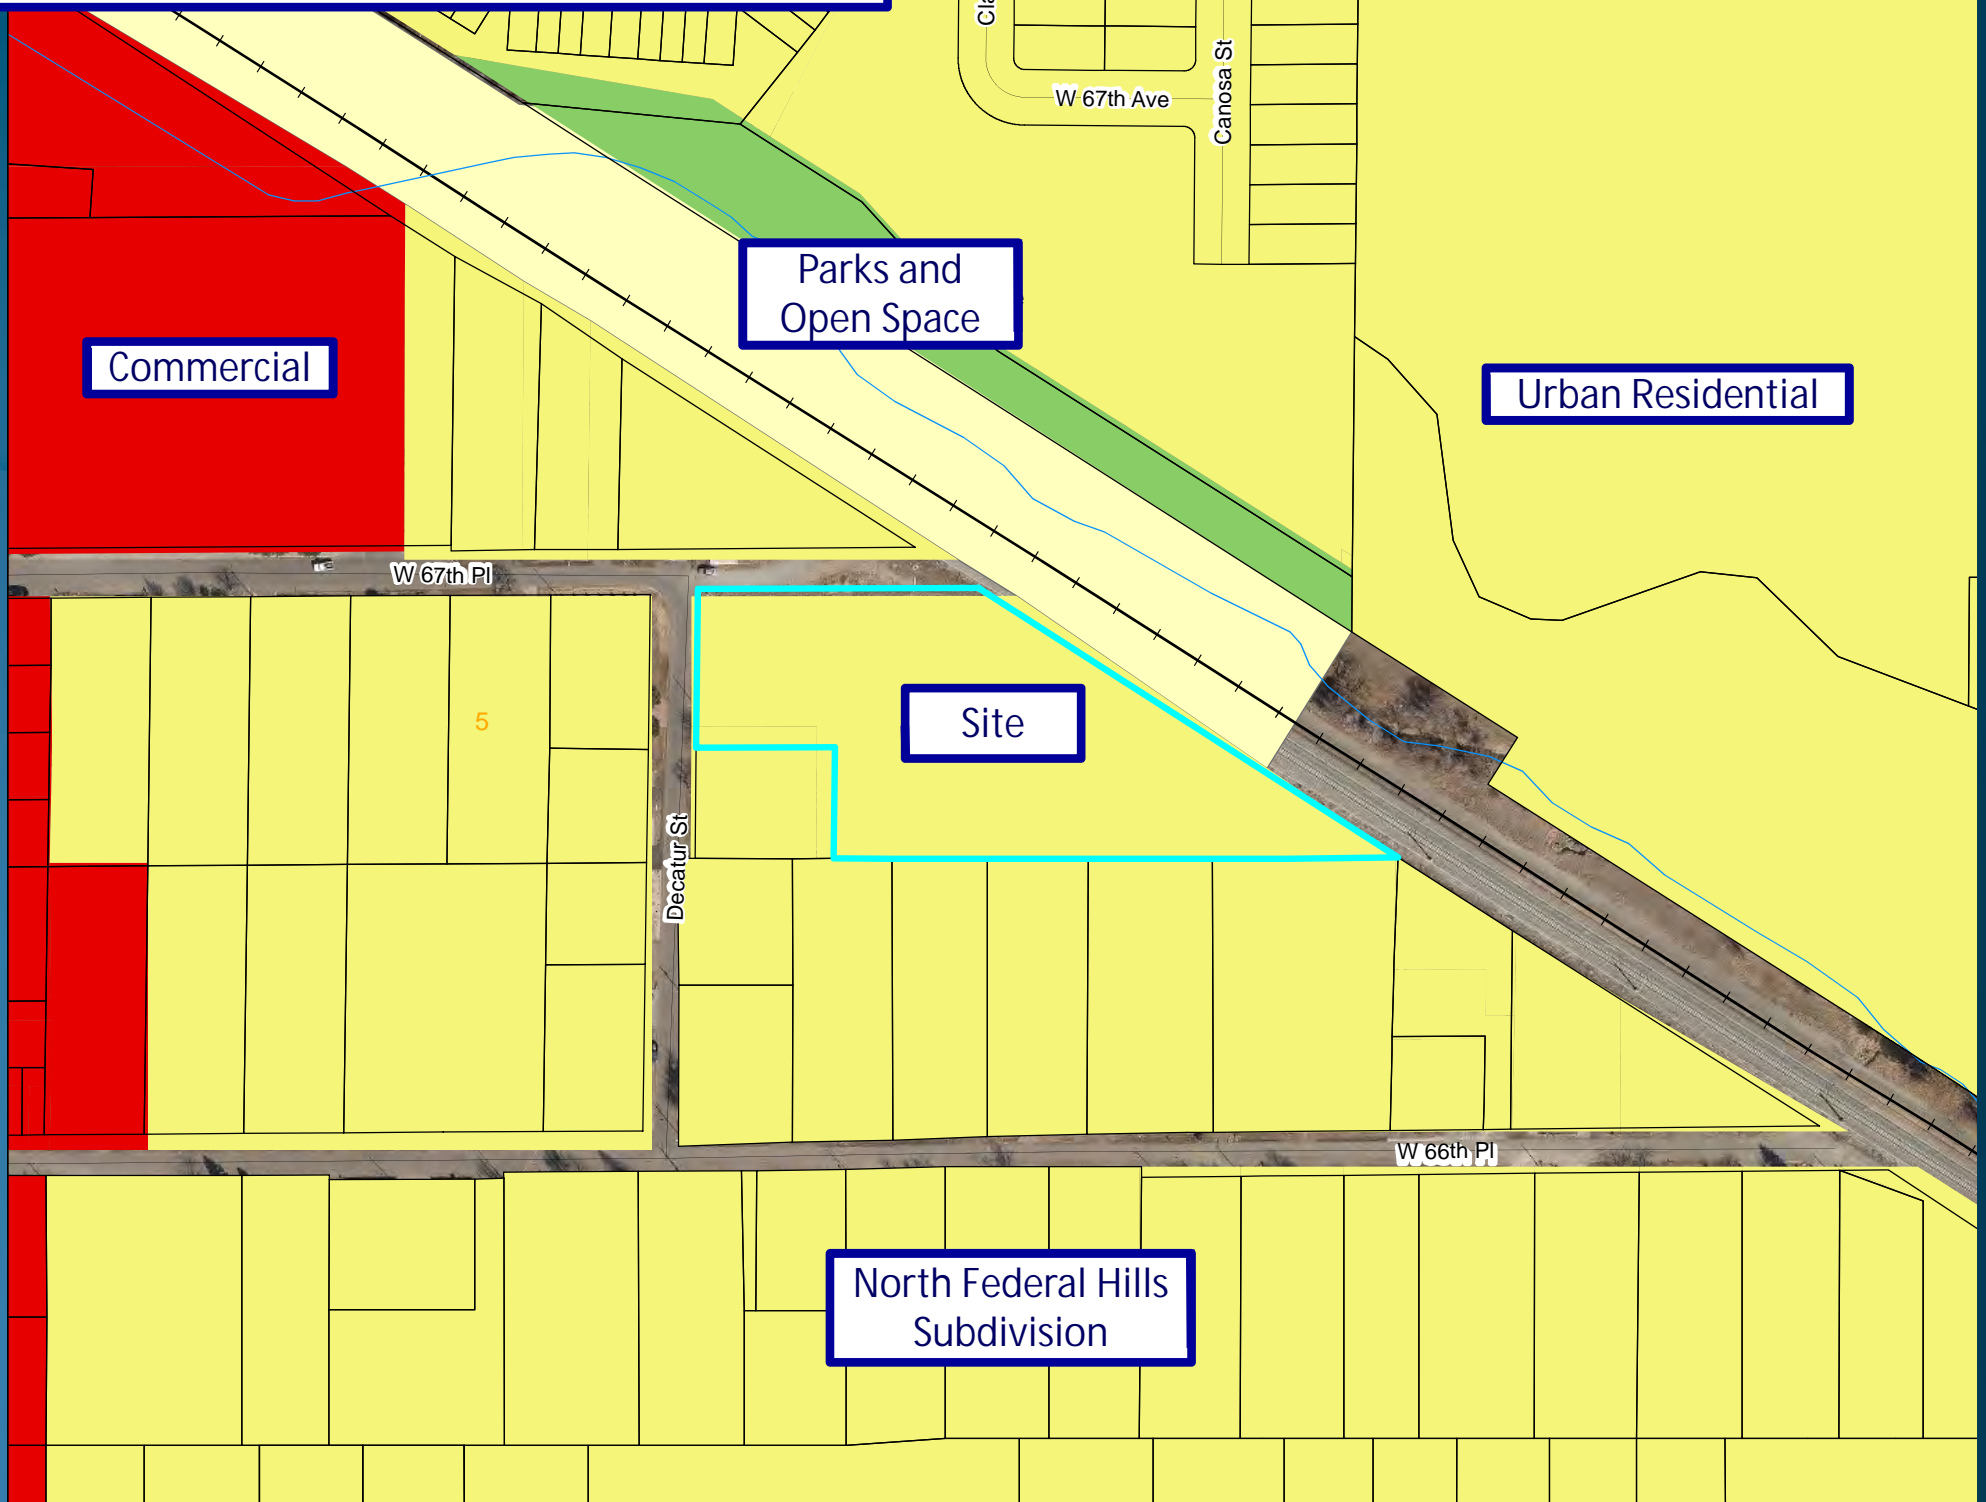 Canosa St
W 67th Ave
Parks and
Open Space
Commercial
Urban Residential
W 67th Pl
5
Site
Decatur St
W 66th Pl
North Federal Hills
Subdivision